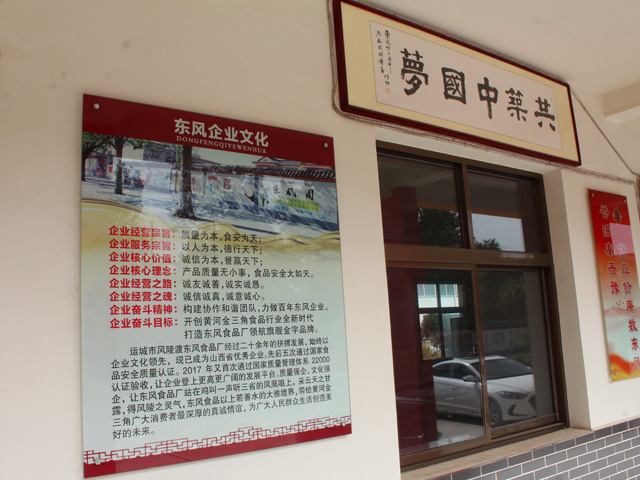 东风企业文化
DONGFENGQIYEWENHUA
企业经营宗旨：质量为本,食安为天；
企业服务宗旨：以人为本,德行天下；
企业核心价值：诚信为本,誉赢天下；
企业核心理念：产品质量无小事，食品安全大如天。
企业经营之路：诚友诚善，诚实诚恳。
企业经营之魂：诚信诚真，诚意诚心。
企业奋斗精神：构建协作和谐团队，力做百年东风企业。
企业奋斗目标：开创黄河金三角食品行业全新时代
打造东风食品厂领航旗舰金字品牌。
运城市风陵渡东风食品厂经过二十余年的拼搏发展，始终以
企业文化领先，现已成为山西省优秀企业。先后五次通过国家食
品安全质量认证。2017年又首次通过国家质量管理体系22000
认证验收，让企业登上更高更广阔的发展平台。质量强企，文化强
企，让东风食品厂站在鸡叫一声听三省的凤凰咀上，采云天之甘
露，得风陵之灵气，东风食品以上若善水的大雅境界，带给黄河金
三角广大消费者最深厚的真诚情谊，为广大人民群众生活创造美
好的未来。
共築中國夢